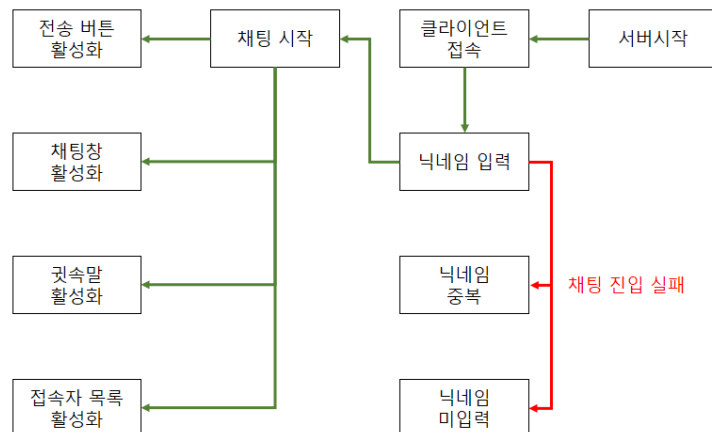 전송 버튼
활성화
채팅 시작
클라이언트
접속
서버시작
채팅창
활성화
닉네임 입력
귓속말
활성화
닉네임
중복
채팅 진입 실패
접속자 목록
활성화
닉네임
미입력